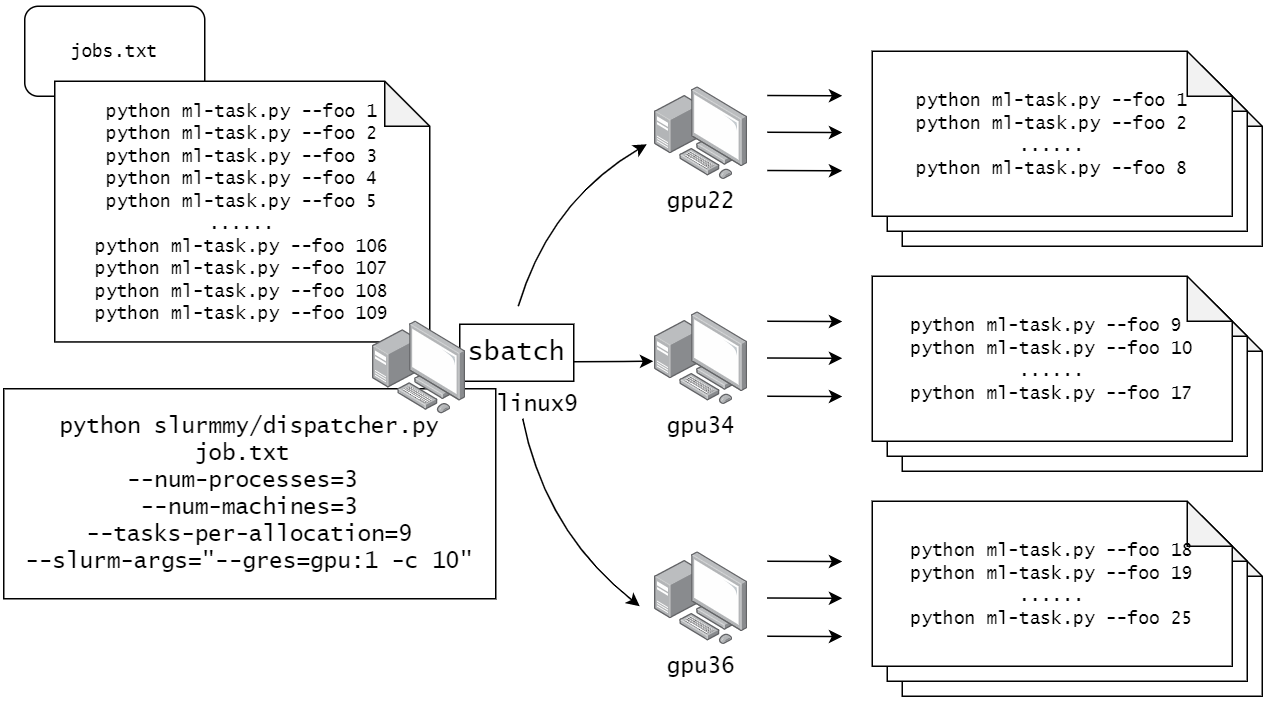 jobs.txt
python ml-task.py --foo 1
python ml-task.py --foo 2
python ml-task.py --foo 3
python ml-task.py --foo 4
python ml-task.py --foo 5
......
python ml-task.py --foo 106
python ml-task.py --foo 107
python ml-task.py --foo 108
python ml-task.py --foo 109
sbatch
linux9
python slurmmy/dispatcher.py
job.txt
--num-processes=3
--num-machines=3
--tasks-per-allocation=9
--slurm-args="--gres=gpu:1 -c 10"
gpu22
python ml-task.py --foo 1
python ml-task.py --foo 2
......
python ml-task.py --foo 8
gpu34
python ml-task.py --foo 9
python ml-task.py --foo 10
......
python ml-task.py --foo 17
gpu36
python ml-task.py --foo 18
python ml-task.py --foo 19
......
python ml-task.py --foo 25